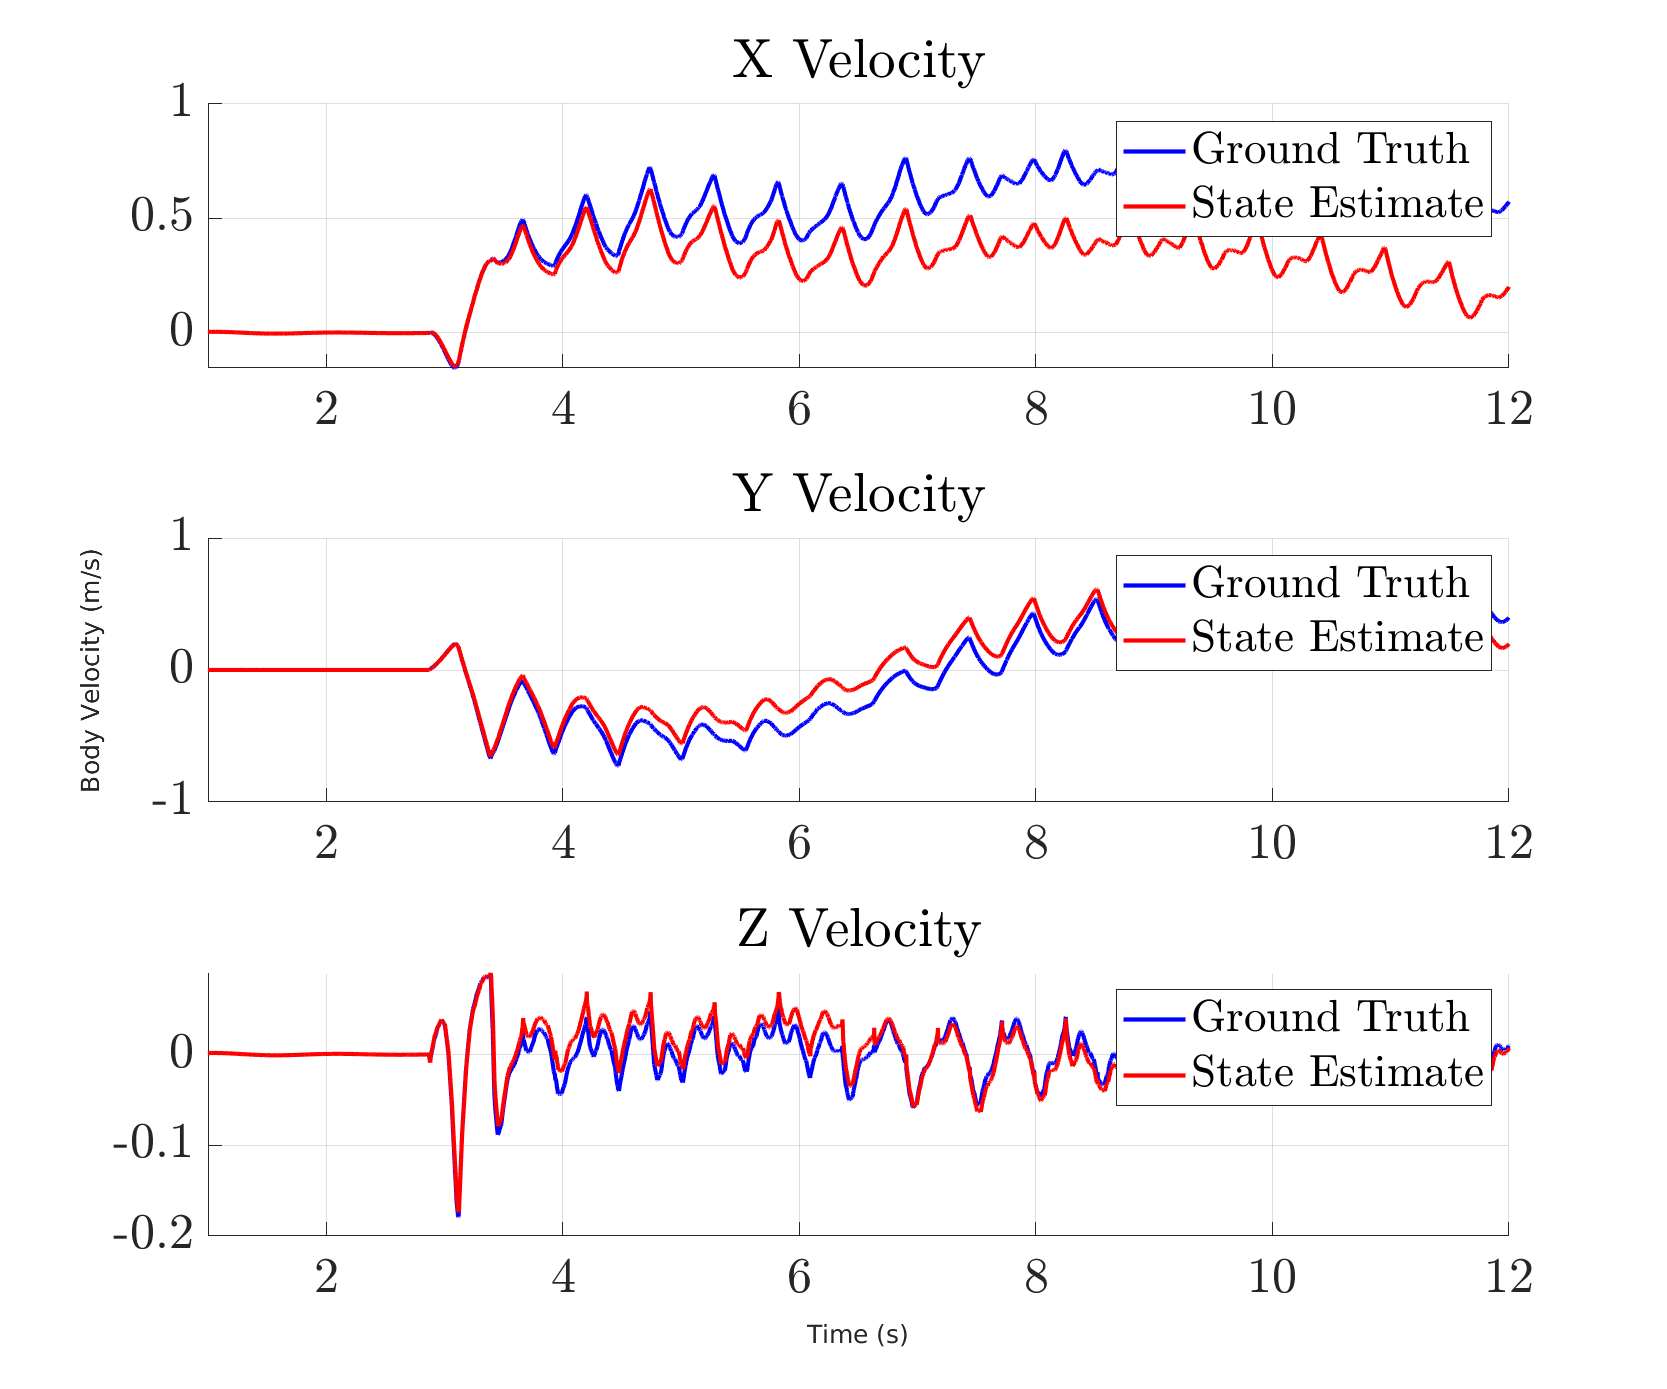 X Velocity
1
0.5
0
Ground Truth
State Estimate
2 4 6 8 10 12
Y Velocity
Body Velocity (m/s)
1
0
-1
Ground Truth
State Estimate
2 4 6 8 10 12
Z Velocity
0
-0.1
-0.2
Ground Truth
State Estimate
2 4 6 8 10 12
Time (s)